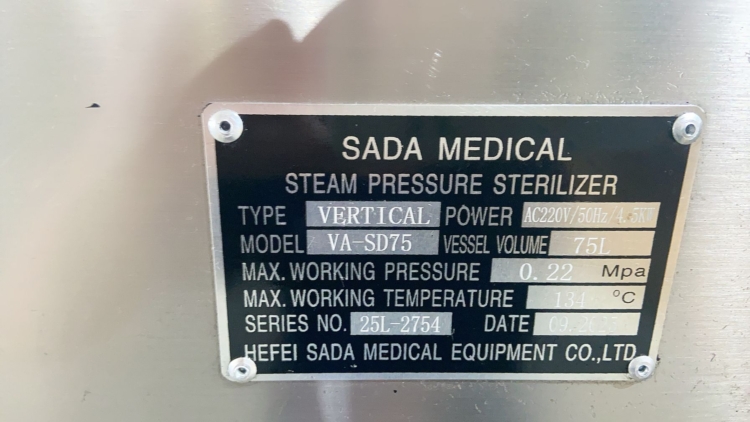 SADA MEDICAL
STEAM PRESSURE STERILIZER
TYPE VERTICAL POWER AC220V/50Hz/4.5KW
MODEL VA-SD75 VESSEL VOLUME 75L
MAX. WORKING PRESSURE 0.22 Mpa
MAX. WORKING TEMPERATURE 134 °C
SERIES NO. 25L-2754 DATE
HEFEI SADA MEDICAL EQUIPMENT CO.,LTD